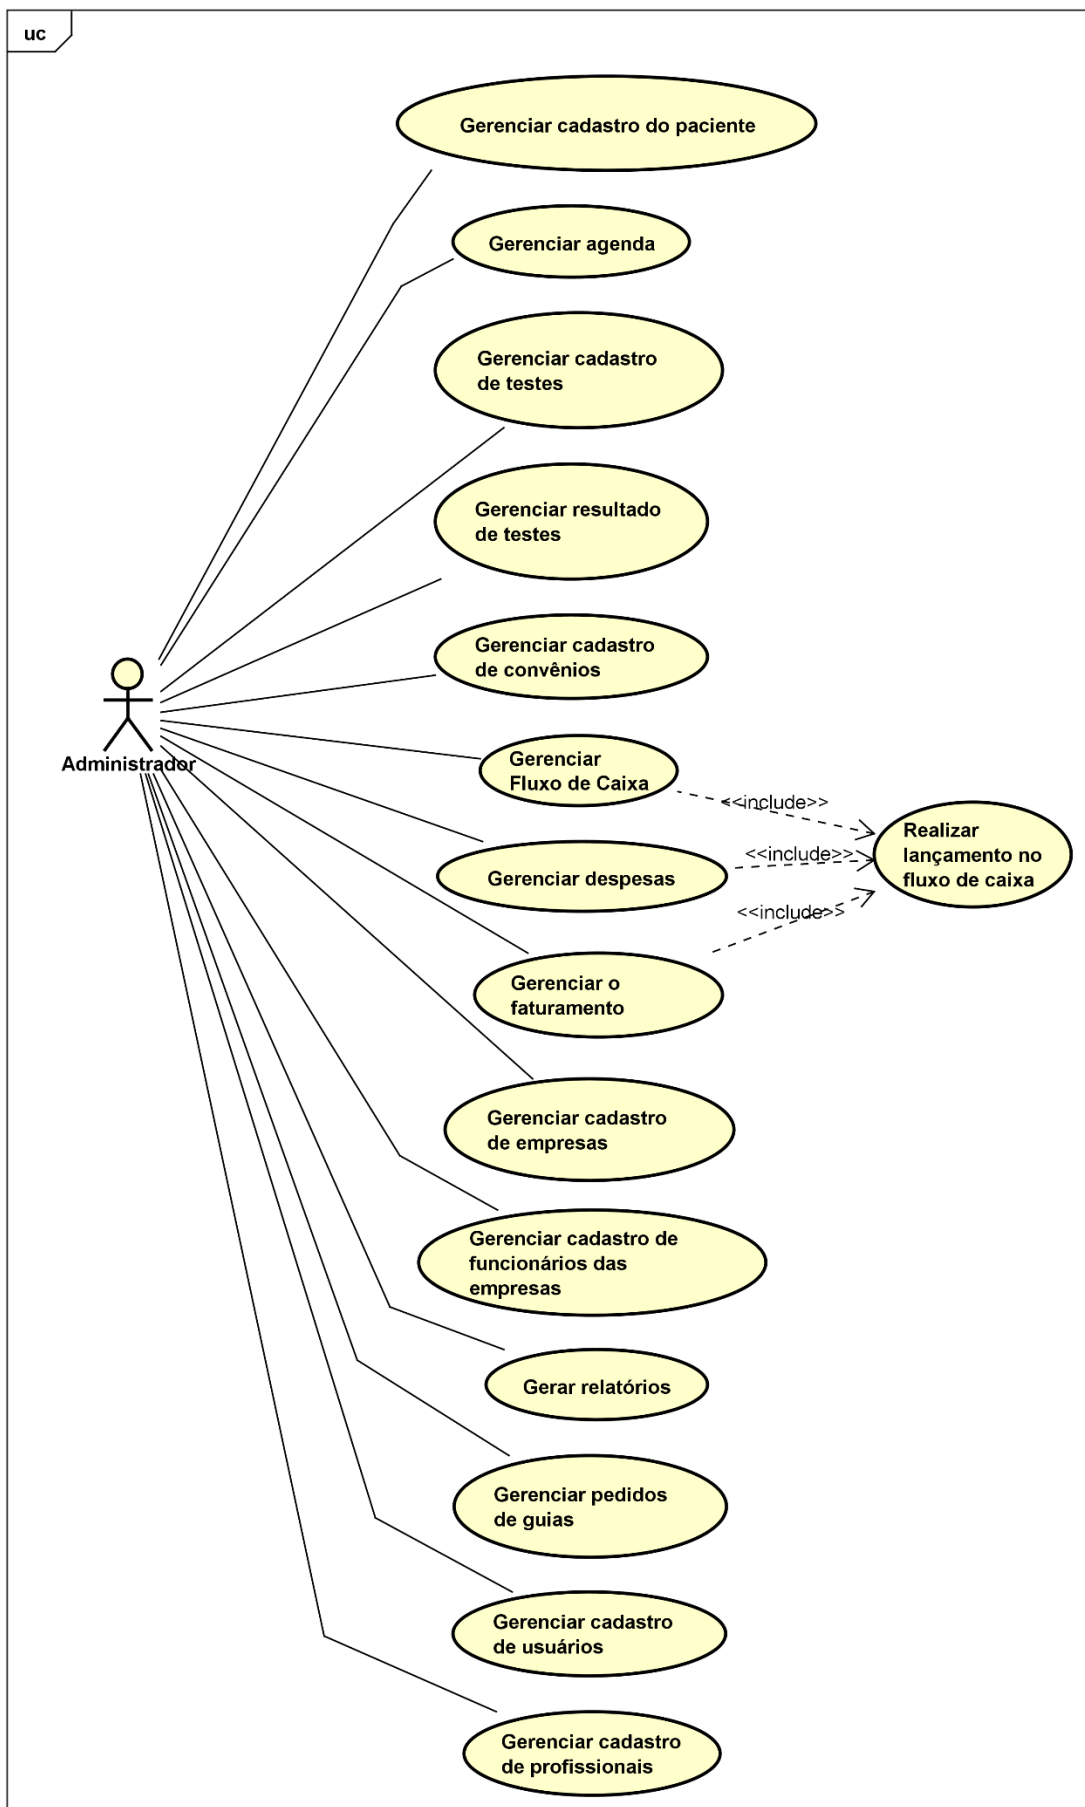 uc
Gerenciar cadastro do paciente
Gerenciar agenda
Gerenciar cadastro
de testes
Gerenciar resultado
de testes
Gerenciar cadastro
de convênios
Administrador
Gerenciar
Fluxo de Caixa
<<include>>
Realizar
lançamento no
fluxo de caixa
<<include>>
Gerenciar despesas
<<include>>
Gerenciar o
faturamento
Gerenciar cadastro
de empresas
Gerenciar cadastro de
funcionários das
empresas
Gerar relatórios
Gerenciar pedidos
de guias
Gerenciar cadastro
de usuários
Gerenciar cadastro
de profissionais